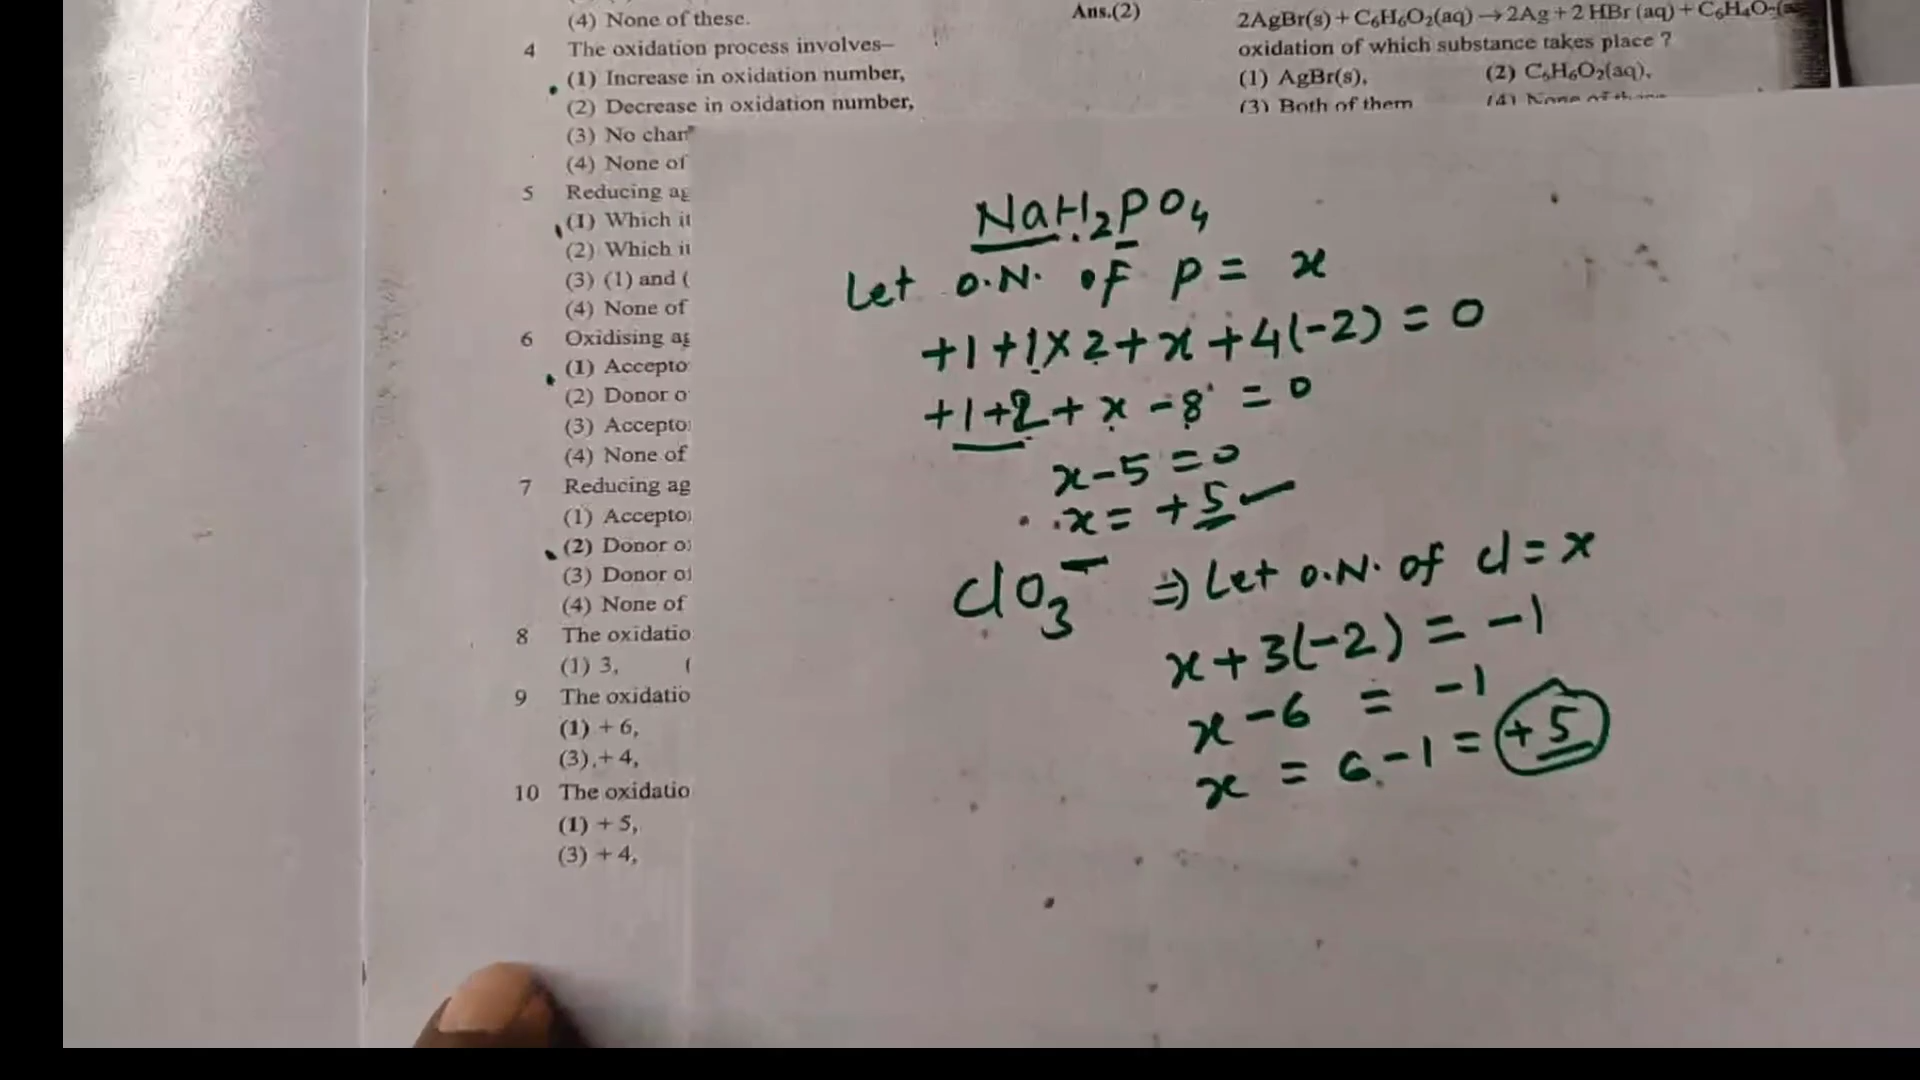 (4) None of these.
4 The oxidation process involves–
(1) Increase in oxidation number,
(2) Decrease in oxidation number,
(3) No char
(4) None of
5 Reducing ag
(1) Which it
(2) Which it
(3) (1) and (
(4) None of
6 Oxidising ag
(1) Accepto
(2) Donor o
(3) Accepto
(4) None of
7 Reducing ag
(1) Accepto
(2) Donor o
(3) Donor of
(4) None of
8 The oxidatio
(1) 3, (
9 The oxidatio
(1) + 6,
(3) + 4,
10 The oxidatio
(1) + 5,
(3) + 4,
Ans.(2)
2AgBr(s) + C₆H₆O₂(aq) → 2Ag + 2 HBr (aq) + C₆H₄O₂(a
oxidation of which substance takes place ?
(1) AgBr(s), (2) C₆H₆O₂(aq),
(3) Both of them (4) None of these
NaH₂PO₄
Let O.N. of P = x
+1 +1×2 + x + 4(-2) = 0
+1+2 + x - 8 = 0
x - 5 = 0
x = +5
ClO₃⁻ ⇒ Let O.N. of Cl = x
x + 3(-2) = -1
x - 6 = -1
x = 6 - 1 = +5